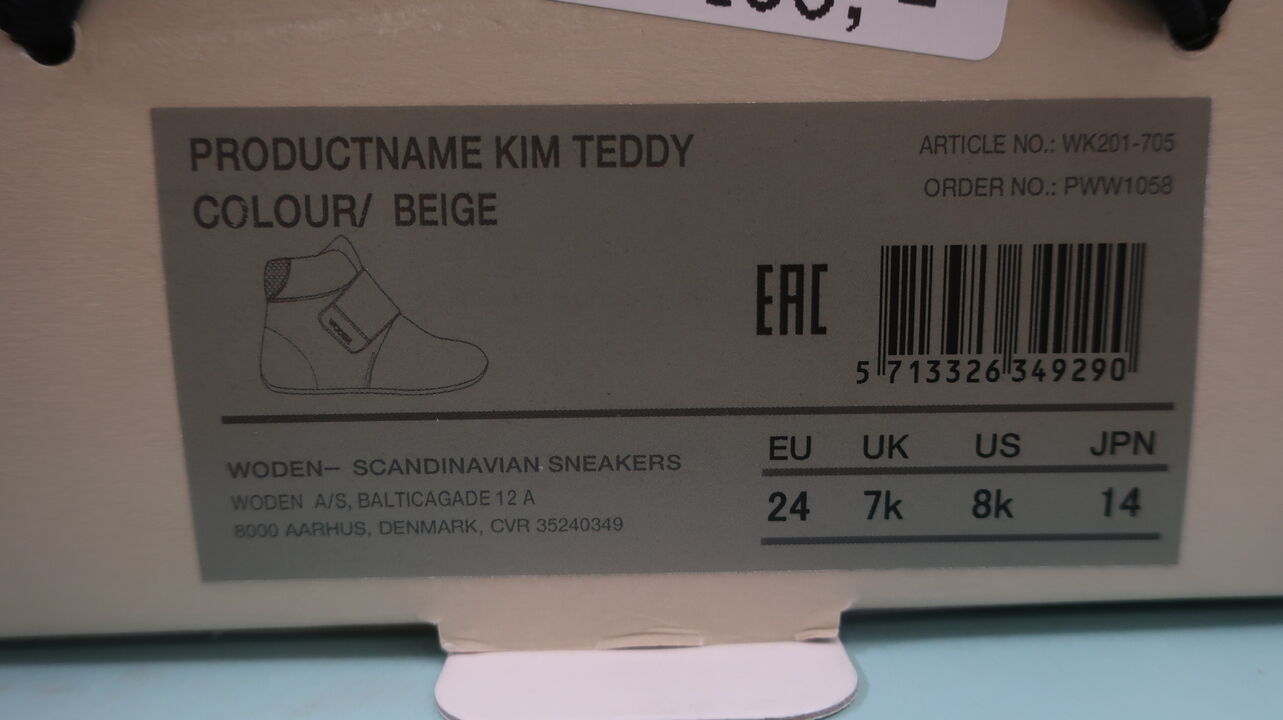 PRODUCTNAME KIM TEDDY
COLOUR/ BEIGE
ARTICLE NO.: WK201-705
ORDER NO.: PWW1058
WODEN
EAC
5 713326 349290
EU UK US JPN
24 7k 8k 14
WODEN– SCANDINAVIAN SNEAKERS
WODEN A/S, BALTICAGADE 12 A
8000 AARHUS, DENMARK, CVR 35240349